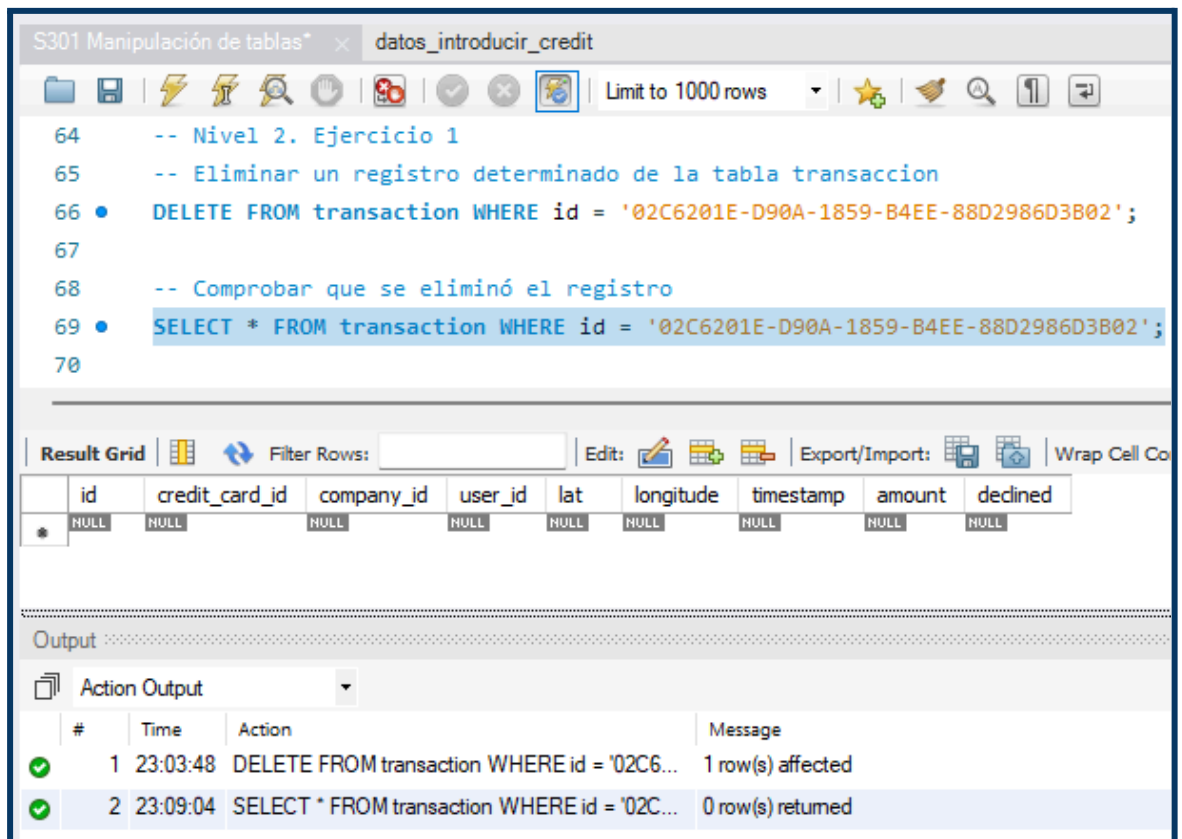 S301 Manipulación de tablas* × datos_introducir_credit
Limit to 1000 rows
64 -- Nivel 2. Ejercicio 1
65 -- Eliminar un registro determinado de la tabla transaccion
66 DELETE FROM transaction WHERE id = '02C6201E-D90A-1859-B4EE-88D2986D3B02';
67
68 -- Comprobar que se eliminó el registro
69 SELECT * FROM transaction WHERE id = '02C6201E-D90A-1859-B4EE-88D2986D3B02';
70
Result Grid Filter Rows: Edit: Export/Import: Wrap Cell Co
id credit_card_id company_id user_id lat longitude timestamp amount declined
* NULL NULL NULL NULL NULL NULL NULL NULL NULL
Output
Action Output
# Time Action Message
1 23:03:48 DELETE FROM transaction WHERE id = '02C6... 1 row(s) affected
2 23:09:04 SELECT * FROM transaction WHERE id = '02C... 0 row(s) returned